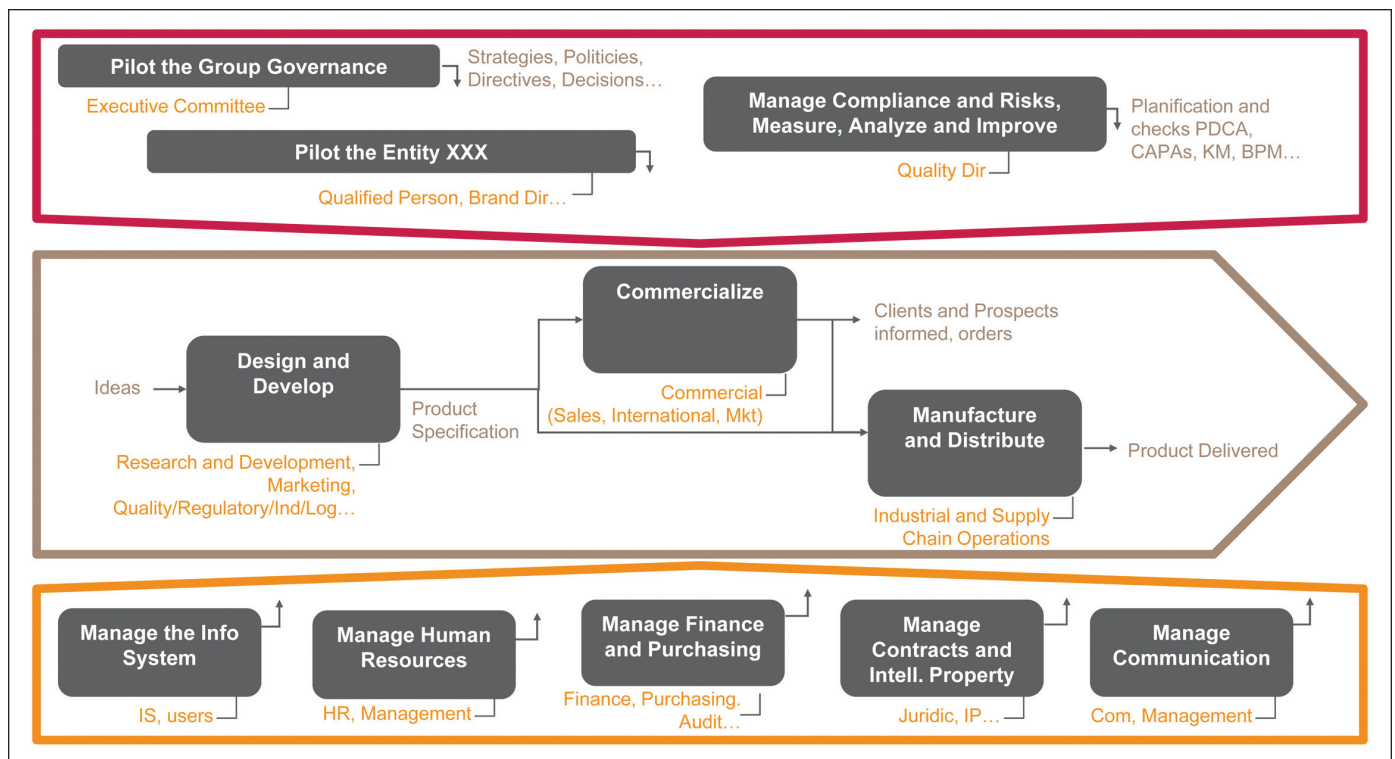 Pilot the Group Governance
Strategies, Policies,
Directives, Decisions…
Executive Committee
Pilot the Entity XXX
Qualified Person, Brand Dir…
Manage Compliance and Risks,
Measure, Analyze and Improve
Planification and
checks PDCA,
CAPAs, KM, BPM…
Quality Dir
Ideas
Design and
Develop
Product
Specification
Research and Development,
Marketing,
Quality/Regulatory/Ind/Log…
Commercialize
Clients and Prospects
informed, orders
Commercial
(Sales, International, Mkt)
Manufacture
and Distribute
Product Delivered
Industrial and Supply
Chain Operations
Manage the Info
System
IS, users
Manage Human
Resources
HR, Management
Manage Finance
and Purchasing
Finance, Purchasing.
Audit…
Manage
Contracts and
Intell. Property
Juridic, IP…
Manage
Communication
Com, Management